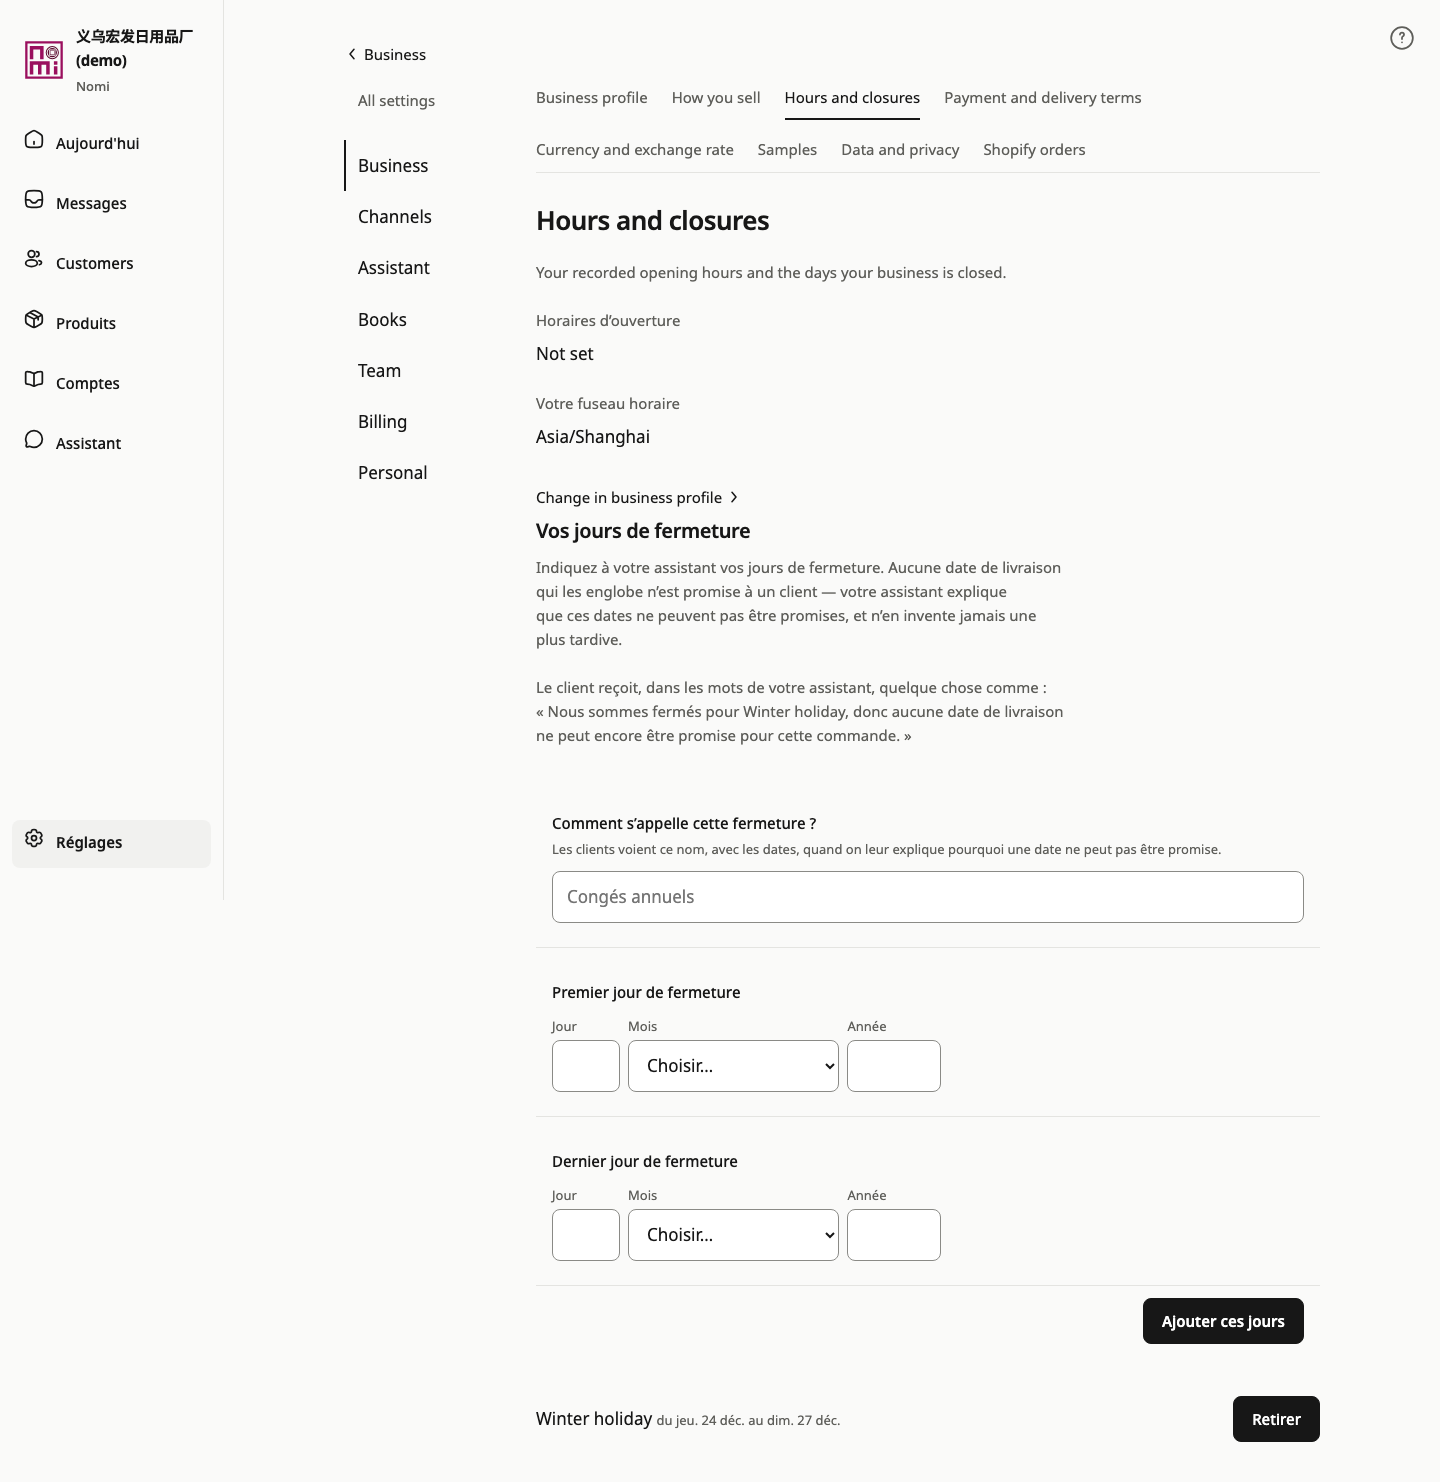 义乌宏发日用品厂
(demo)
Nomi
Aujourd'hui
Messages
Customers
Produits
Comptes
Assistant
Réglages
Business
All settings
Business
Channels
Assistant
Books
Team
Billing
Personal
Business profile
How you sell
Hours and closures
Payment and delivery terms
Currency and exchange rate
Samples
Data and privacy
Shopify orders
Hours and closures
Your recorded opening hours and the days your business is closed.
Horaires d’ouverture
Not set
Votre fuseau horaire
Asia/Shanghai
Change in business profile
Vos jours de fermeture
Indiquez à votre assistant vos jours de fermeture. Aucune date de livraison
qui les englobe n’est promise à un client — votre assistant explique
que ces dates ne peuvent pas être promises, et n’en invente jamais une
plus tardive.
Le client reçoit, dans les mots de votre assistant, quelque chose comme :
« Nous sommes fermés pour Winter holiday, donc aucune date de livraison
ne peut encore être promise pour cette commande. »
Comment s’appelle cette fermeture ?
Les clients voient ce nom, avec les dates, quand on leur explique pourquoi une date ne peut pas être promise.
Congés annuels
Premier jour de fermeture
Jour
Mois
Année
Choisir...
Dernier jour de fermeture
Jour
Mois
Année
Choisir...
Ajouter ces jours
Winter holiday du jeu. 24 déc. au dim. 27 déc.
Retirer